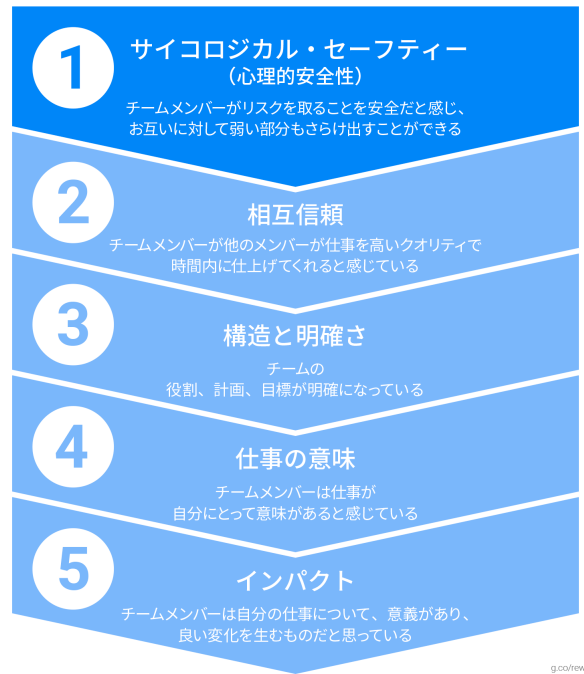 1
サイコロジカル・セーフティー
（心理的安全性）
チームメンバーがリスクを取ることを安全だと感じ、
お互いに対して弱い部分もさらけ出すことができる
2
相互信頼
チームメンバーが他のメンバーが仕事を高いクオリティで
時間内に仕上げてくれると感じている
3
構造と明確さ
チームの
役割、計画、目標が明確になっている
4
仕事の意味
チームメンバーは仕事が
自分にとって意味があると感じている
5
インパクト
チームメンバーは自分の仕事について、意義があり、
良い変化を生むものだと思っている
g.co/rew